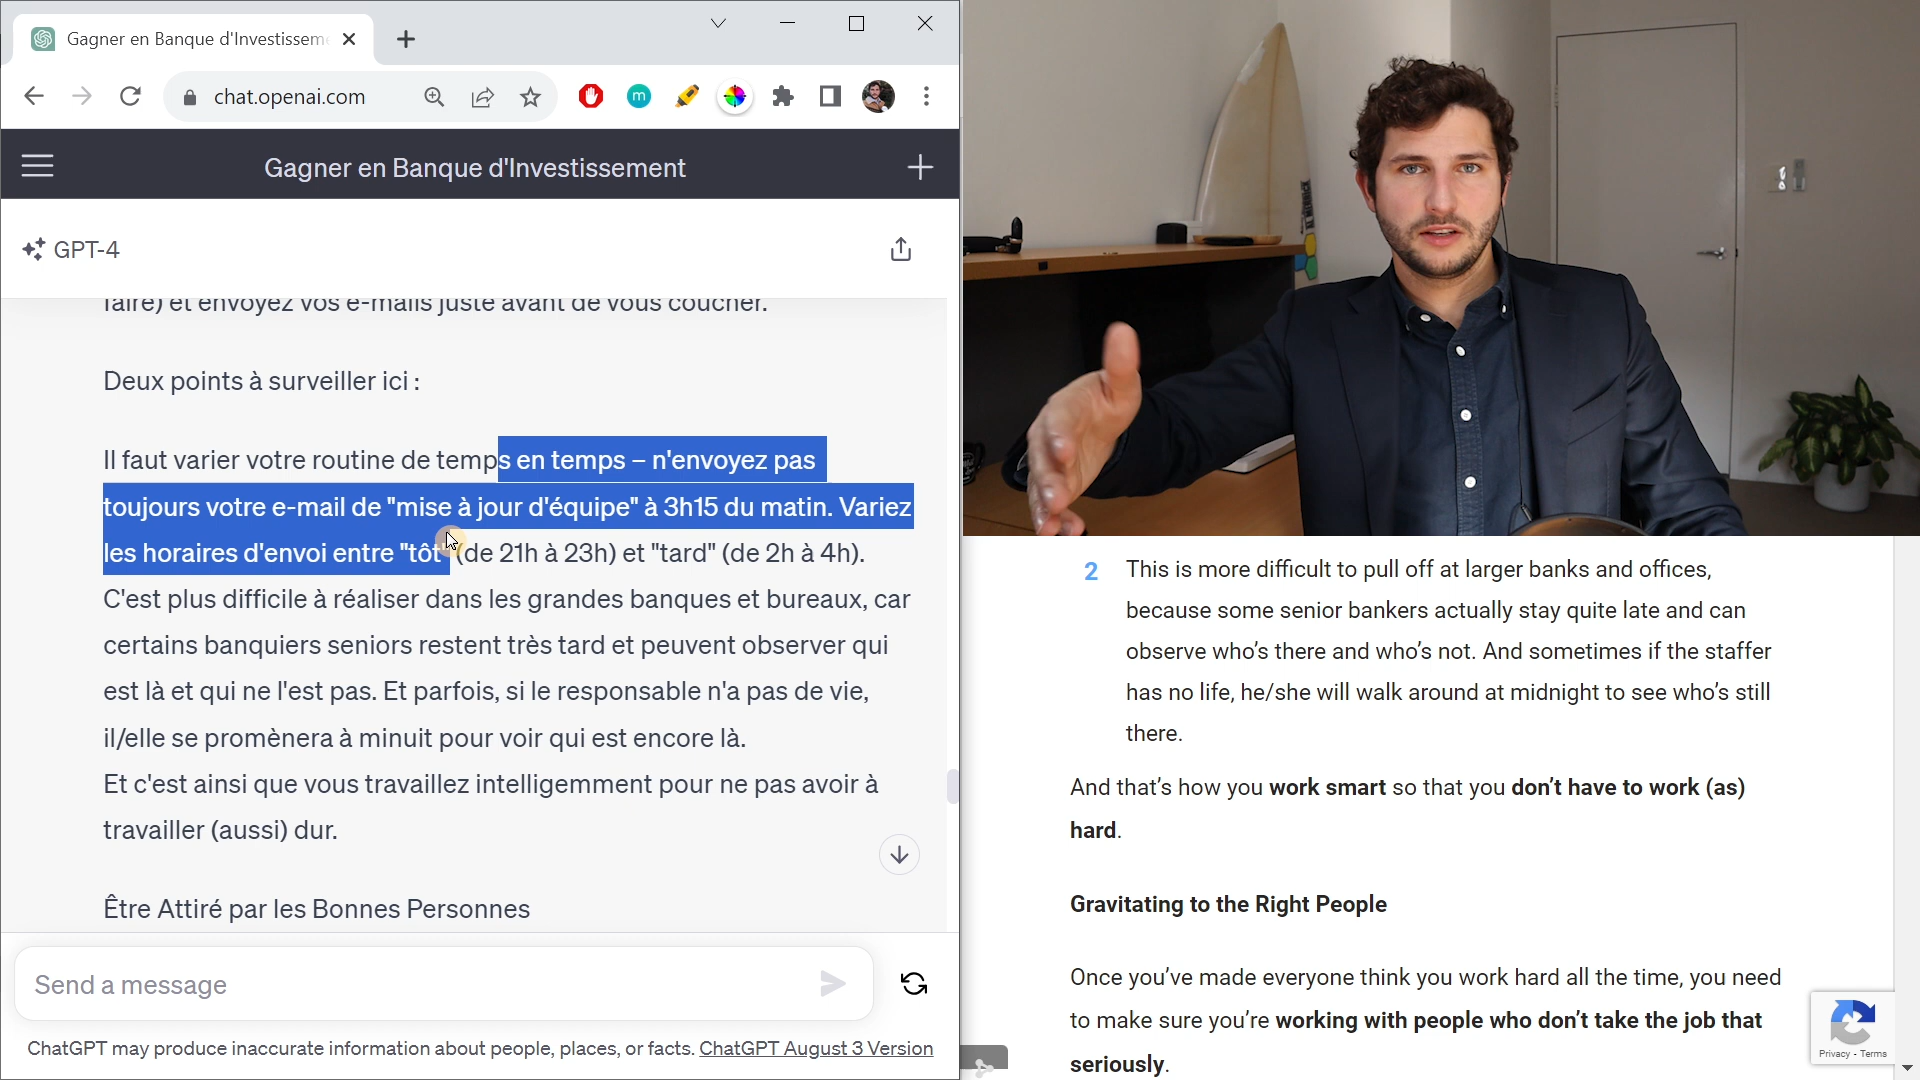 Gagner en Banque d'Investissem
chat.openai.com
m
Gagner en Banque d'Investissement
GPT-4
faire) et envoyez vos e-mails juste avant de vous coucher.
Deux points à surveiller ici :
Il faut varier votre routine de temps en temps – n'envoyez pas
toujours votre e-mail de "mise à jour d'équipe" à 3h15 du matin. Variez
les horaires d'envoi entre "tôt" (de 21h à 23h) et "tard" (de 2h à 4h).
C'est plus difficile à réaliser dans les grandes banques et bureaux, car
certains banquiers seniors restent très tard et peuvent observer qui
est là et qui ne l'est pas. Et parfois, si le responsable n'a pas de vie,
il/elle se promènera à minuit pour voir qui est encore là.
Et c'est ainsi que vous travaillez intelligemment pour ne pas avoir à
travailler (aussi) dur.
Être Attiré par les Bonnes Personnes
Send a message
ChatGPT may produce inaccurate information about people, places, or facts. ChatGPT August 3 Version
2 This is more difficult to pull off at larger banks and offices,
because some senior bankers actually stay quite late and can
observe who's there and who's not. And sometimes if the staffer
has no life, he/she will walk around at midnight to see who's still
there.
And that's how you work smart so that you don't have to work (as)
hard.
Gravitating to the Right People
Once you've made everyone think you work hard all the time, you need
to make sure you're working with people who don't take the job that
seriously.
Privacy - Terms